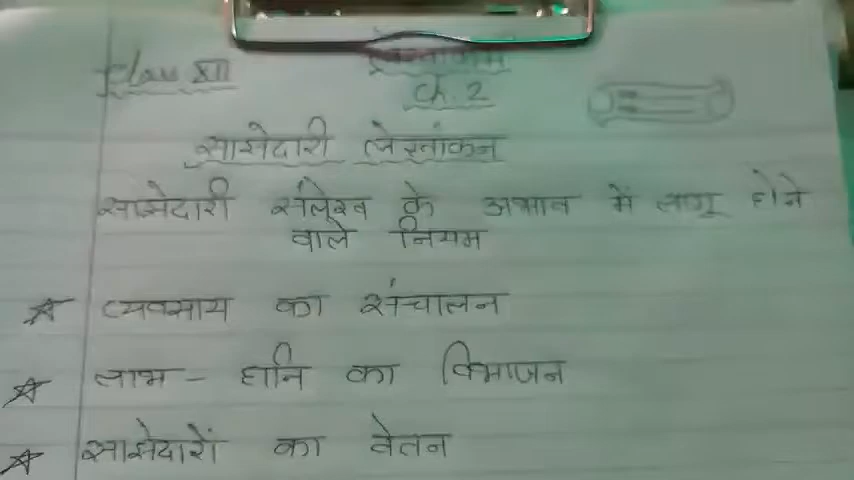 Class XII
Ch. 2
साझेदारी लेखांकन
साझेदारी संलेख के अभाव में लागू होने
वाले नियम
व्यवसाय का संचालन
लाभ - हानि का विभाजन
साझेदारों का वेतन